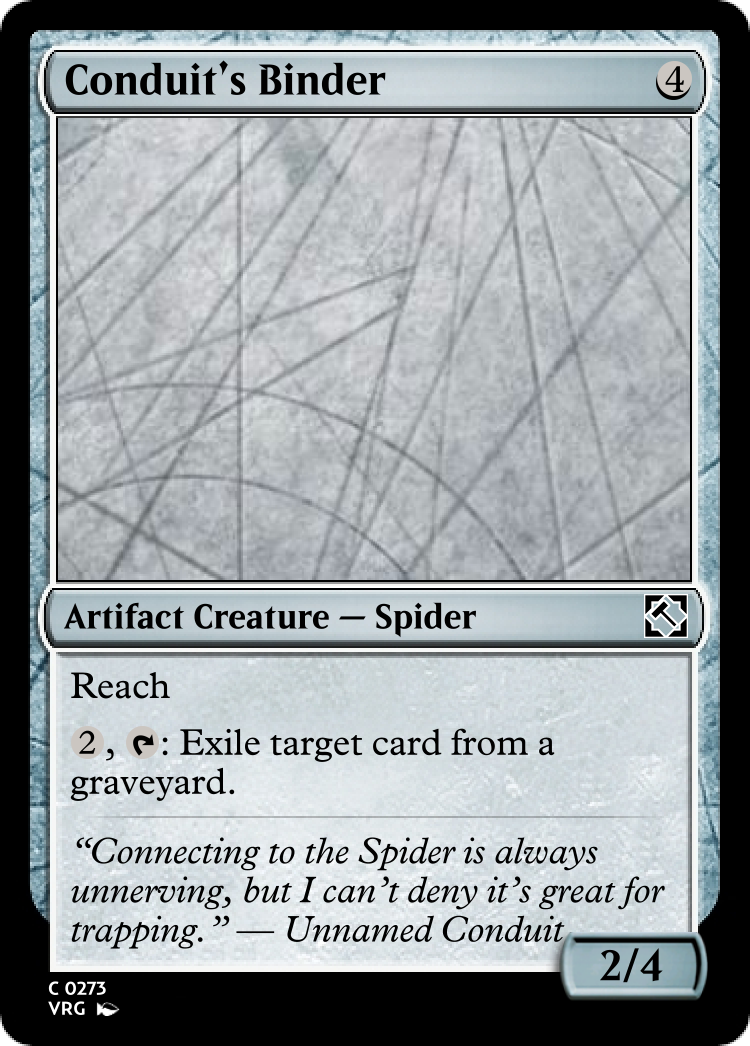 Conduit's Binder 4
Artifact Creature — Spider
Reach
2, : Exile target card from a
graveyard.
“Connecting to the Spider is always
unnerving, but I can’t deny it’s great for
trapping.” — Unnamed Conduit
2/4
C 0273
VRG